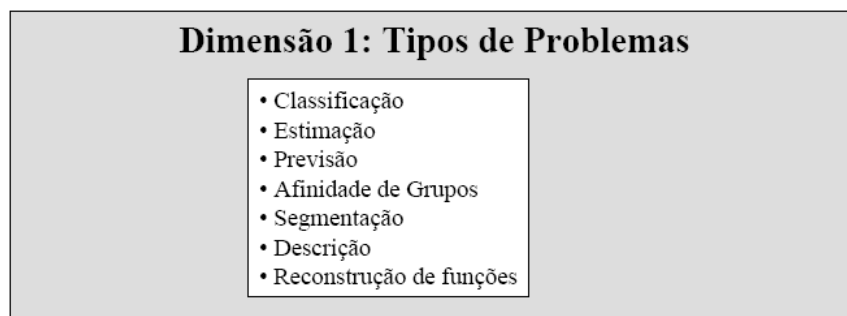 Dimensão 1: Tipos de Problemas
• Classificação
• Estimação
• Previsão
• Afinidade de Grupos
• Segmentação
• Descrição
• Reconstrução de funções